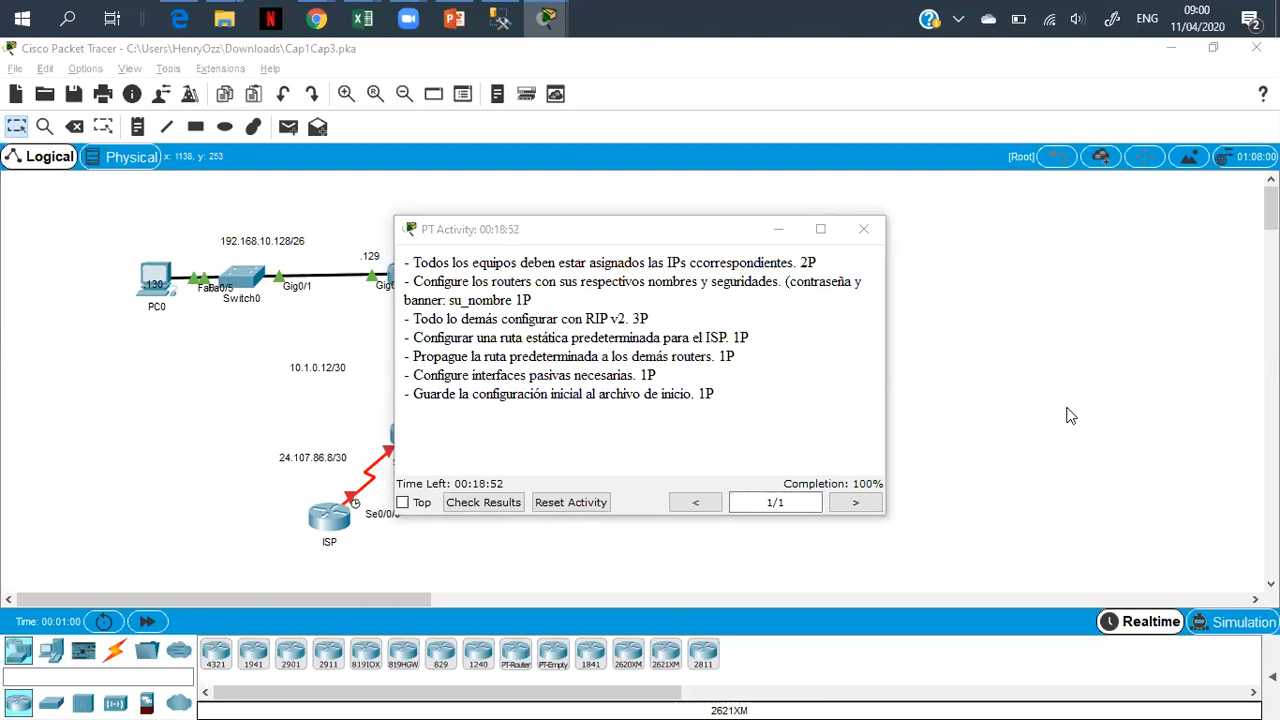 09:00
ENG
11/04/2020
2
Cisco Packet Tracer - C:\Users\HenryOzz\Downloads\Cap1Cap3.pka
File Edit Options View Tools Extensions Help
Logical Physical x: 1138, y: 253 [Root] 01:08:00
PT Activity: 00:18:52
- Todos los equipos deben estar asignados las IPs ccorrespondientes. 2P
- Configure los routers con sus respectivos nombres y seguridades. (contraseña y
banner: su_nombre 1P
- Todo lo demás configurar con RIP v2. 3P
- Configurar una ruta estática predeterminada para el ISP. 1P
- Propague la ruta predeterminada a los demás routers. 1P
- Configure interfaces pasivas necesarias. 1P
- Guarde la configuración inicial al archivo de inicio. 1P
Time Left: 00:18:52 Completion: 100%
Top Check Results Reset Activity < 1/1 >
192.168.10.128/26
.129
.130
Gig0/1
Switch0
PC0
10.1.0.12/30
24.107.86.8/30
ISP
Time: 00:01:00 Realtime Simulation
4321 1941 2901 2911 819IOX 819HGW 829 1240 PT-Router PT-Empty 1841 2620XM 2621XM 2811
2621XM